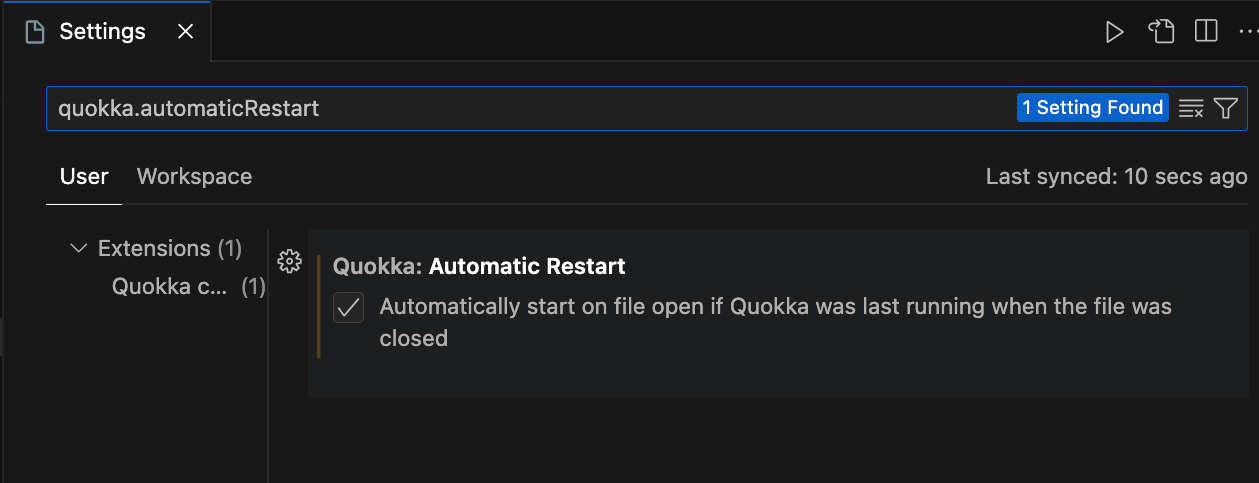 Settings
quokka.automaticRestart
1 Setting Found
User
Workspace
Last synced: 10 secs ago
Extensions (1)
Quokka c... (1)
Quokka: Automatic Restart
Automatically start on file open if Quokka was last running when the file was
closed